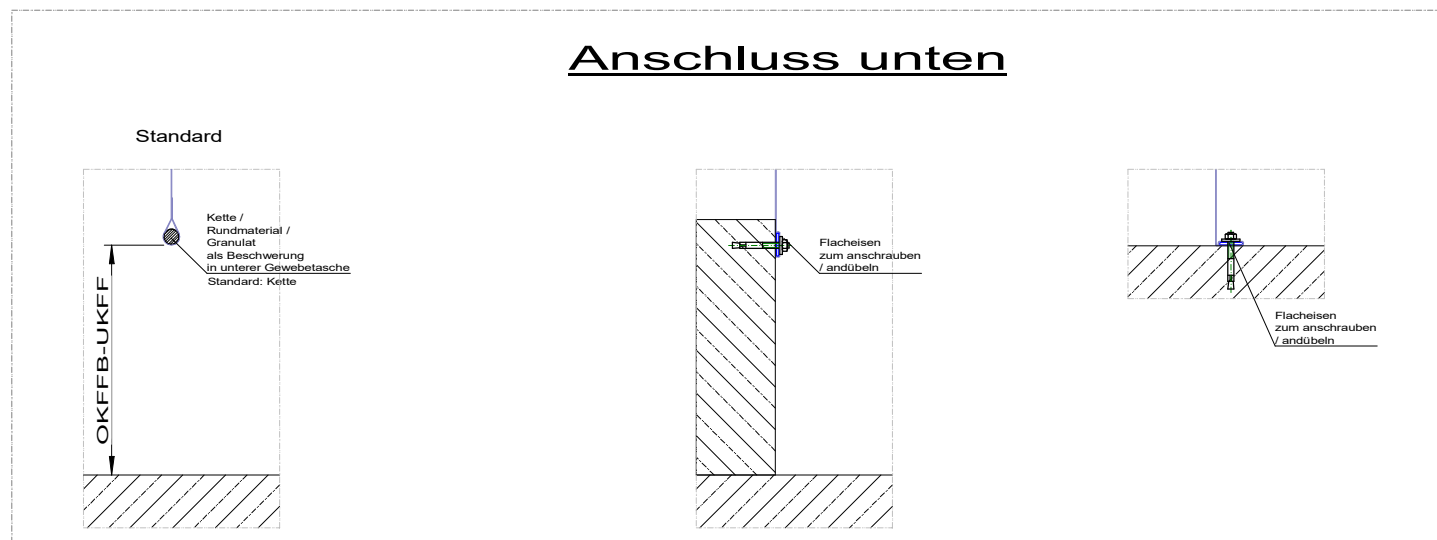 Anschluss unten
Standard
Kette /
Rundmaterial /
Granulat
als Beschwerung
in unterer Gewebetasche
Standard: Kette
OKFFB-UKFF
Flacheisen
zum anschrauben
/ andübeln
Flacheisen
zum anschrauben
/ andübeln